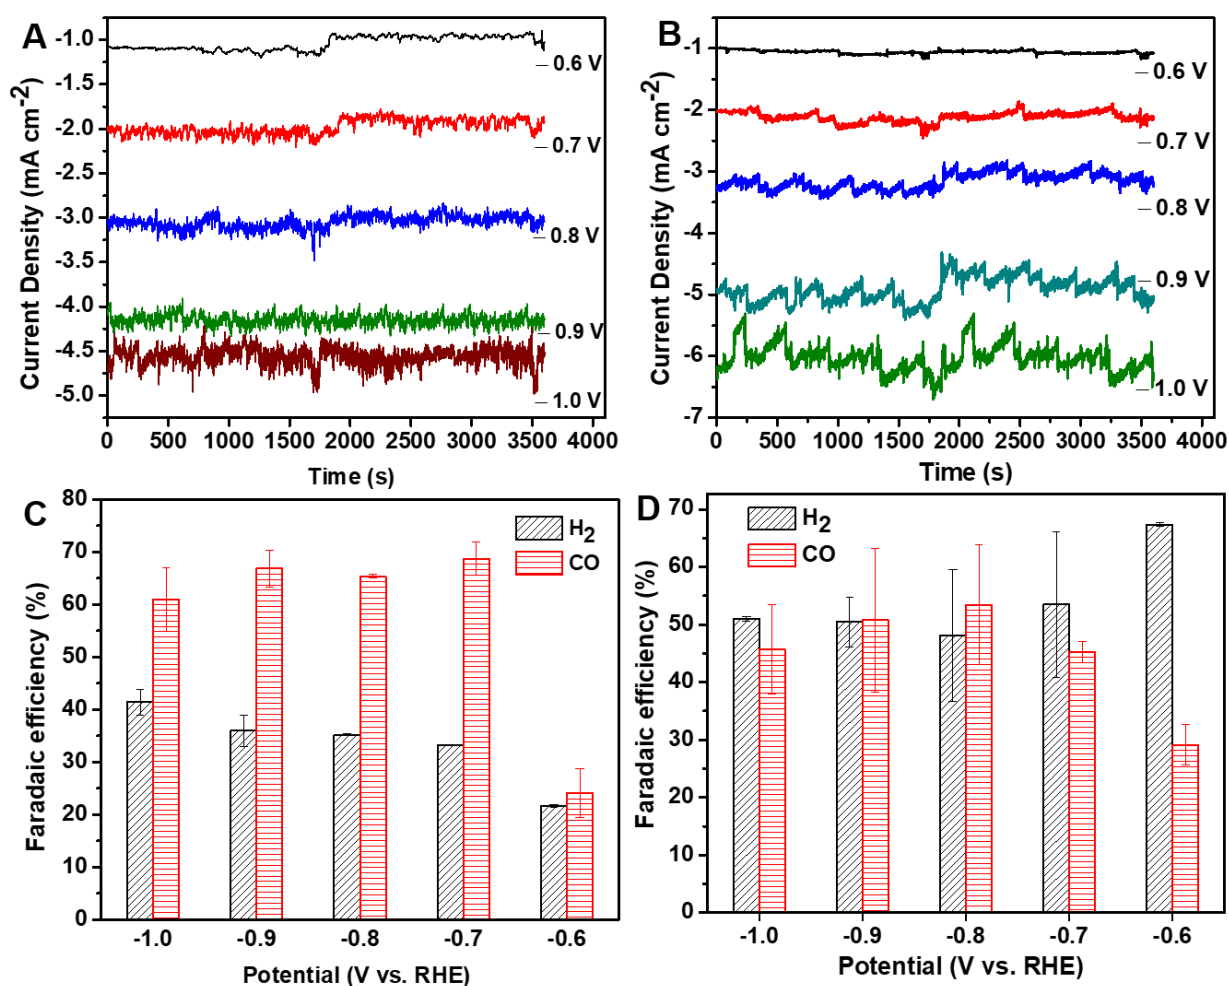 A
Current Density (mA cm-2)
-1.0
-1.5
-2.0
-2.5
-3.0
-3.5
-4.0
-4.5
-5.0
— 0.6 V
— 0.7 V
— 0.8 V
— 0.9 V
— 1.0 V
0 500 1000 1500 2000 2500 3000 3500 4000
Time (s)
B
Current Density (mA cm-2)
-1
-2
-3
-4
-5
-6
-7
— 0.6 V
— 0.7 V
— 0.8 V
— 0.9 V
— 1.0 V
0 500 1000 1500 2000 2500 3000 3500 4000
Time (s)
C
Faradaic efficiency (%)
80
70
60
50
40
30
20
10
0
H2
CO
-1.0 -0.9 -0.8 -0.7 -0.6
Potential (V vs. RHE)
D
Faradaic efficiency (%)
70
60
50
40
30
20
10
0
H2
CO
-1.0 -0.9 -0.8 -0.7 -0.6
Potential (V vs. RHE)